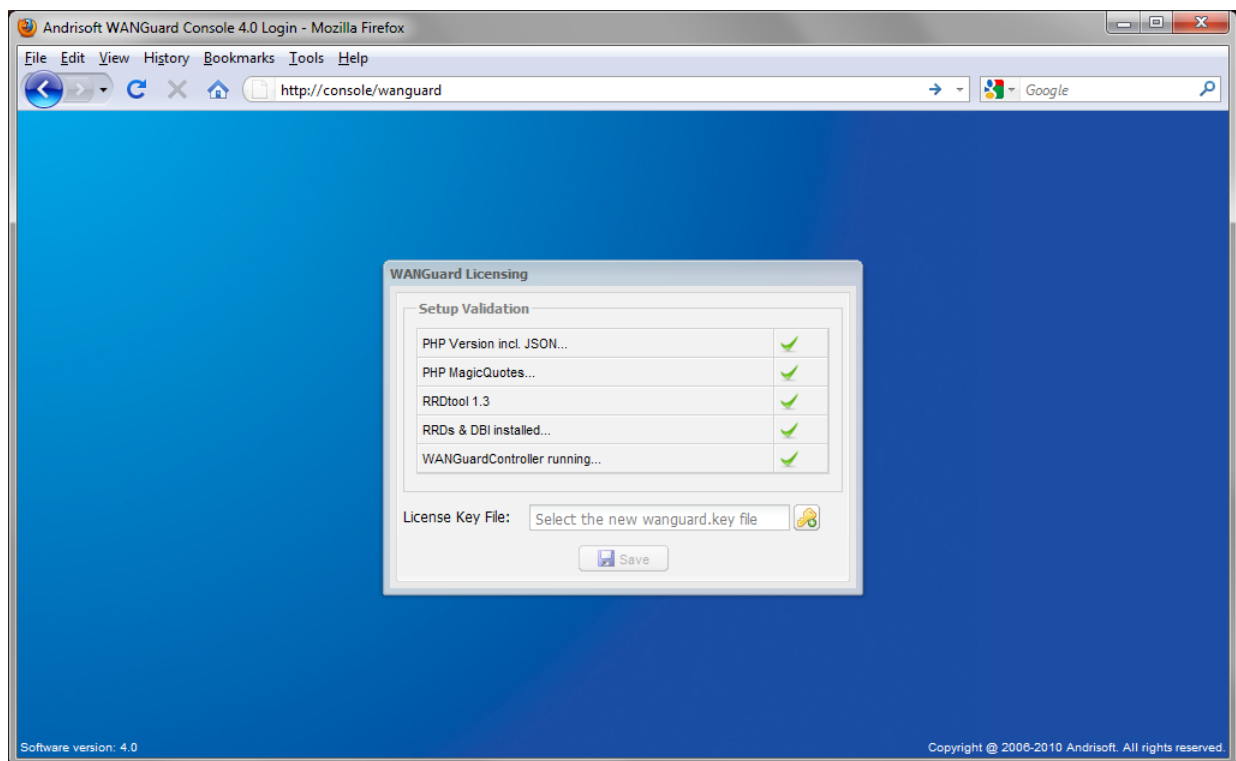 Andrisoft WANGuard Console 4.0 Login - Mozilla Firefox
File Edit View History Bookmarks Tools Help
http://console/wanguard
Google
WANGuard Licensing
Setup Validation
PHP Version incl. JSON...
PHP MagicQuotes...
RRDtool 1.3
RRDs & DBI installed...
WANGuardController running...
License Key File: Select the new wanguard.key file
Save
Software version: 4.0
Copyright @ 2006-2010 Andrisoft. All rights reserved.